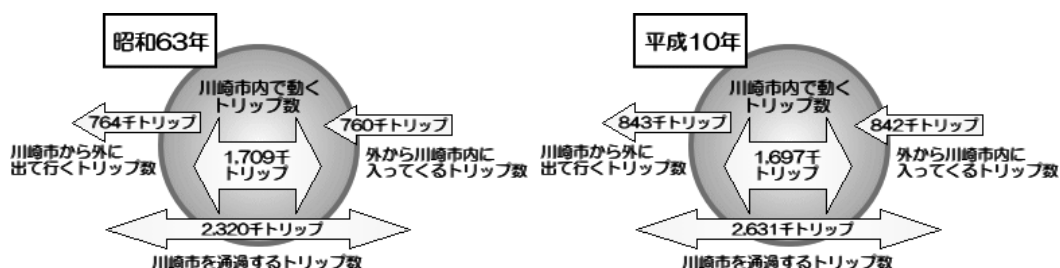 昭和63年
川崎市内で動く
トリップ数
764千トリップ
760千トリップ
川崎市から外に
出て行くトリップ数
1.709千
トリップ
外から川崎市内に
入ってくるトリップ数
2.320千トリップ
川崎市を通過するトリップ数
平成10年
川崎市内で動く
トリップ数
843千トリップ
842千トリップ
川崎市から外に
出て行くトリップ数
1.697千
トリップ
外から川崎市内に
入ってくるトリップ数
2.631千トリップ
川崎市を通過するトリップ数